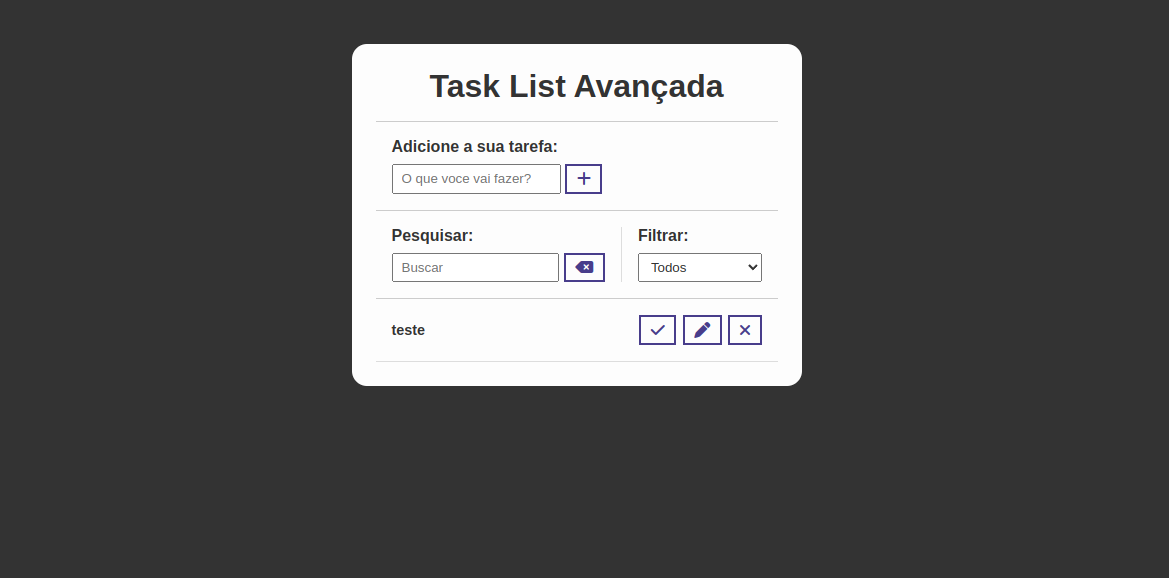 Task List Avançada
Adicione a sua tarefa:
O que voce vai fazer?
Pesquisar:
Filtrar:
Buscar
Todos
teste